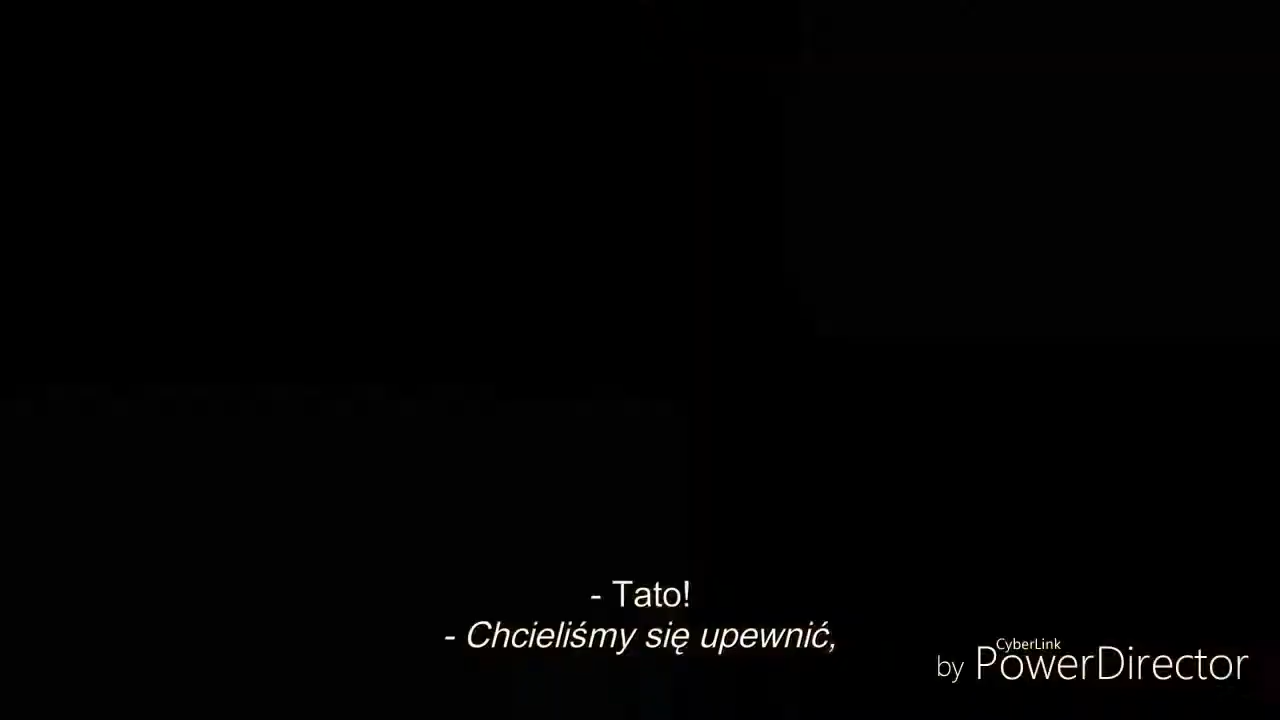 - Tato!
- Chcieliśmy się upewnić,
CyberLink
by PowerDirector